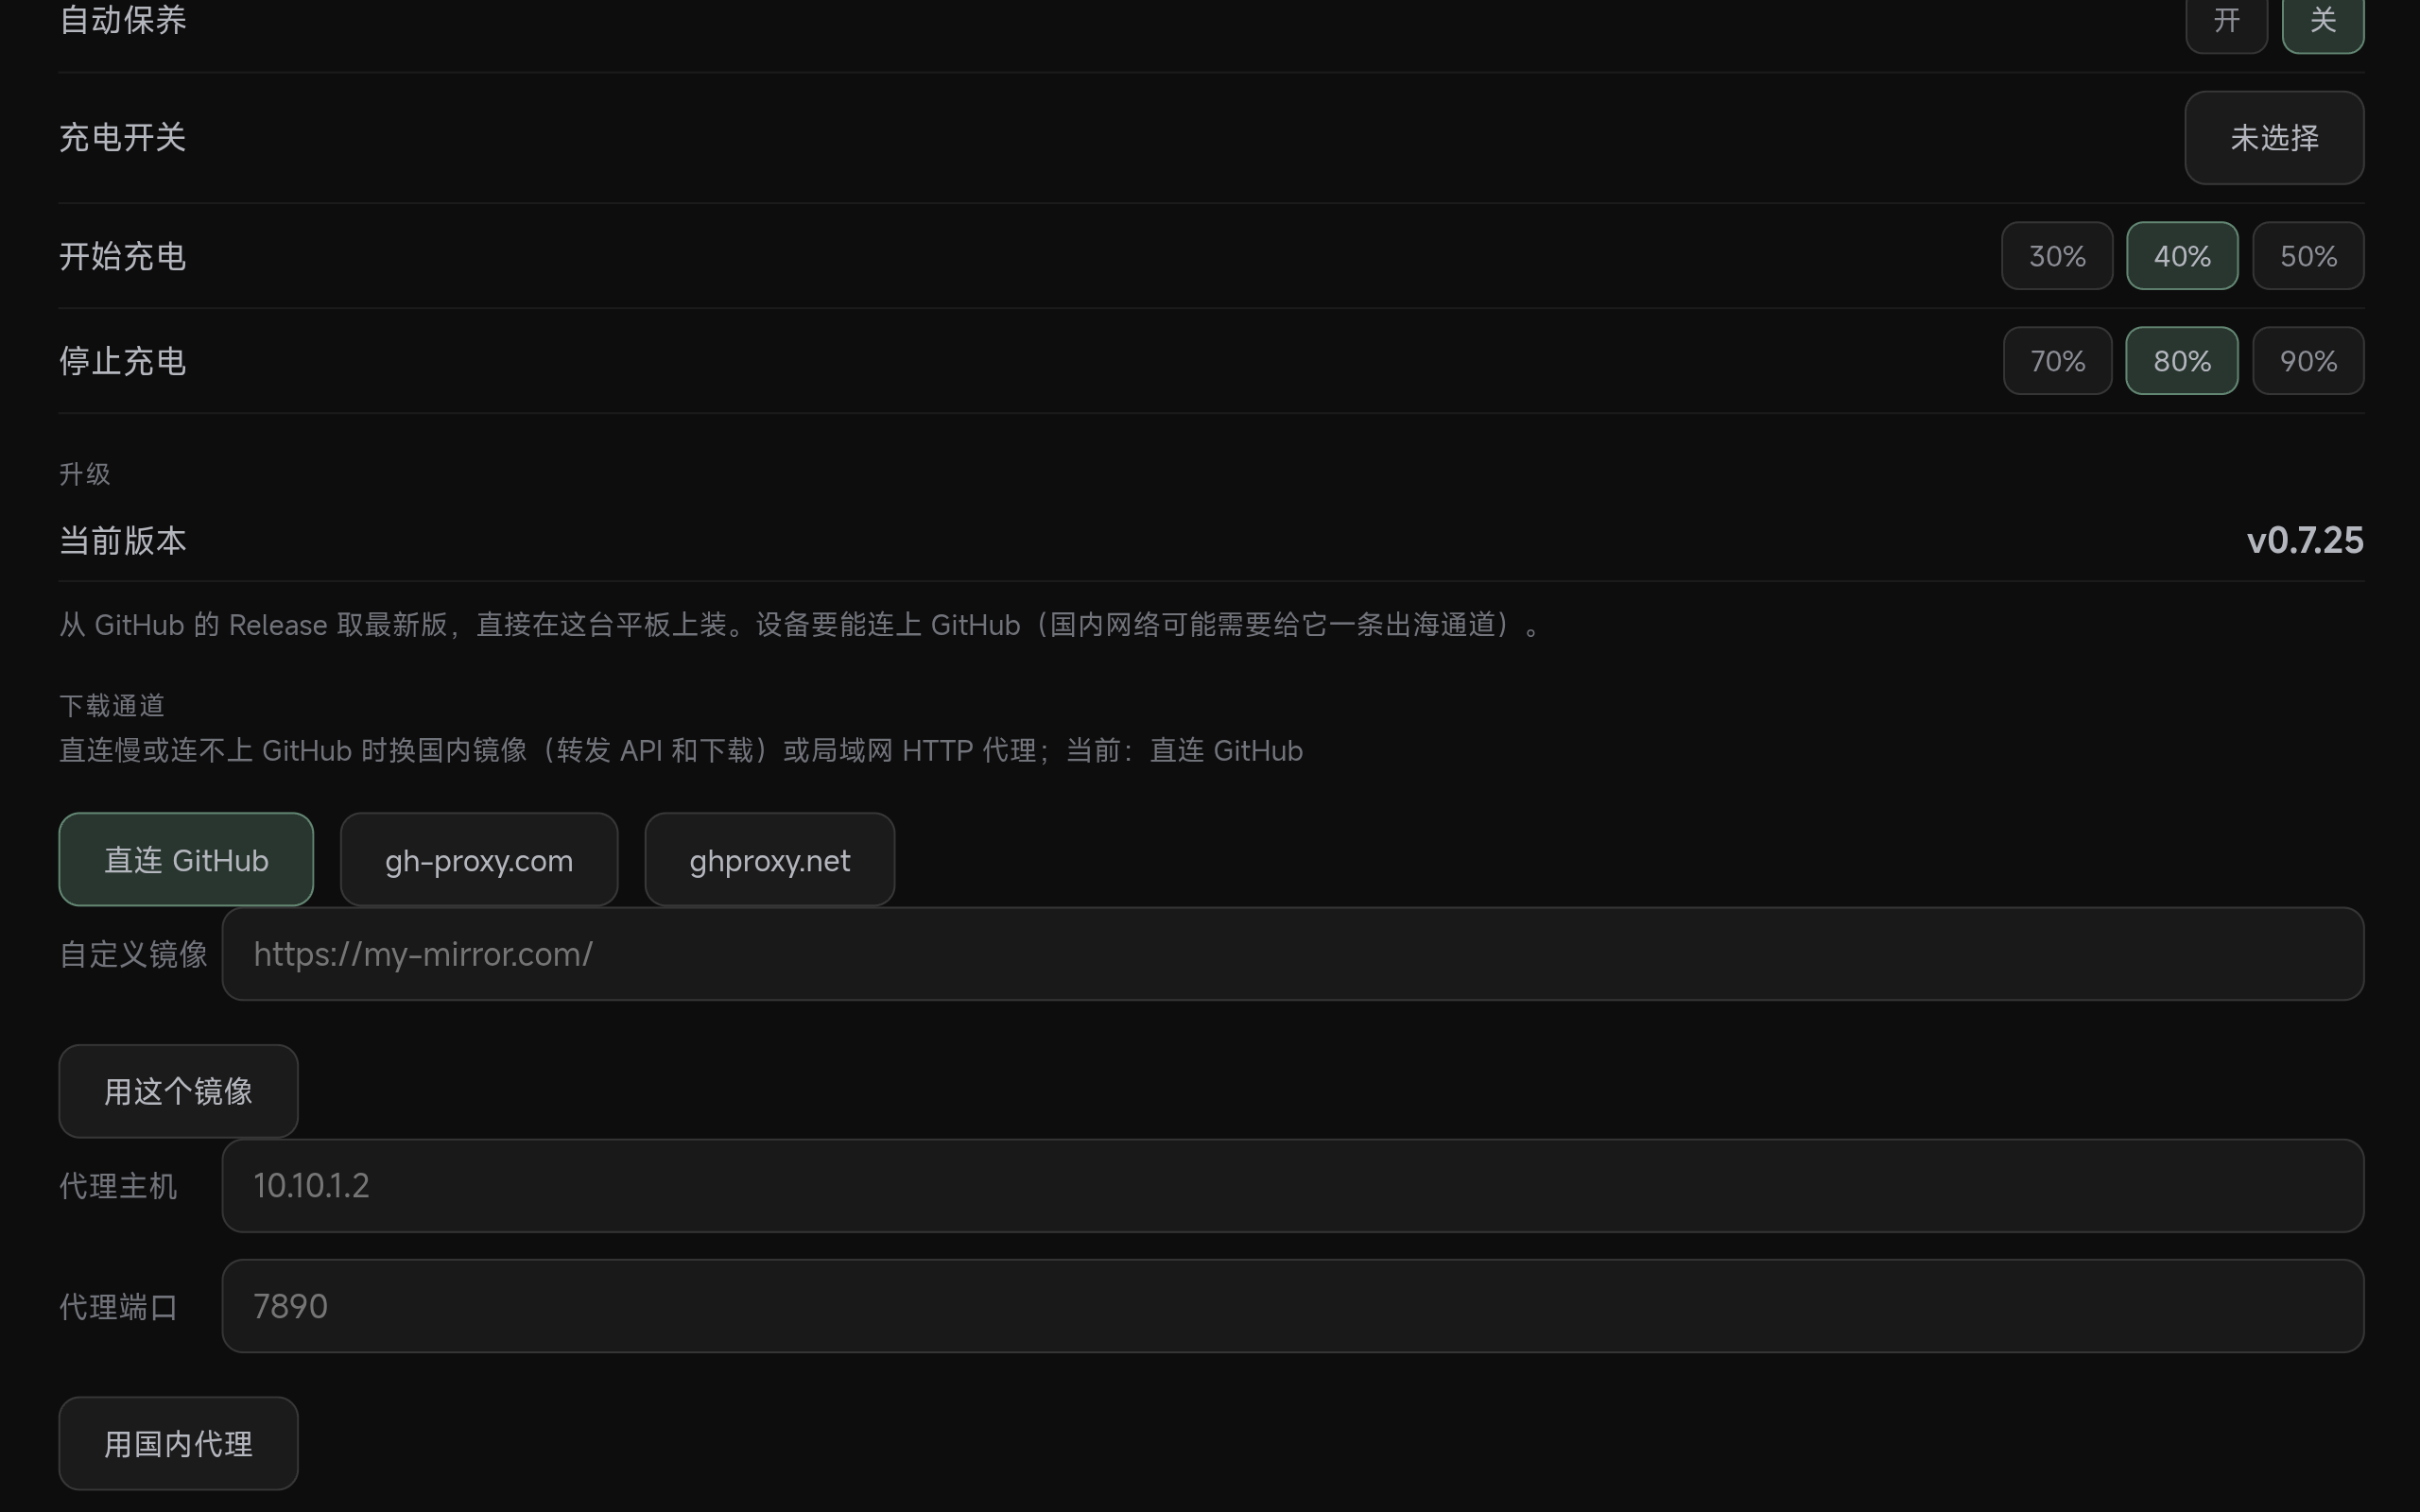 自动保养 开 关
充电开关 未选择
开始充电 30% 40% 50%
停止充电 70% 80% 90%
升级
当前版本 v0.7.25
从 GitHub 的 Release 取最新版，直接在这台平板上装。设备要能连上 GitHub（国内网络可能需要给它一条出海通道）。
下载通道
直连慢或连不上 GitHub 时换国内镜像（转发 API 和下载）或局域网 HTTP 代理；当前：直连 GitHub
直连 GitHub gh-proxy.com ghproxy.net
自定义镜像 https://my-mirror.com/
用这个镜像
代理主机 10.10.1.2
代理端口 7890
用国内代理